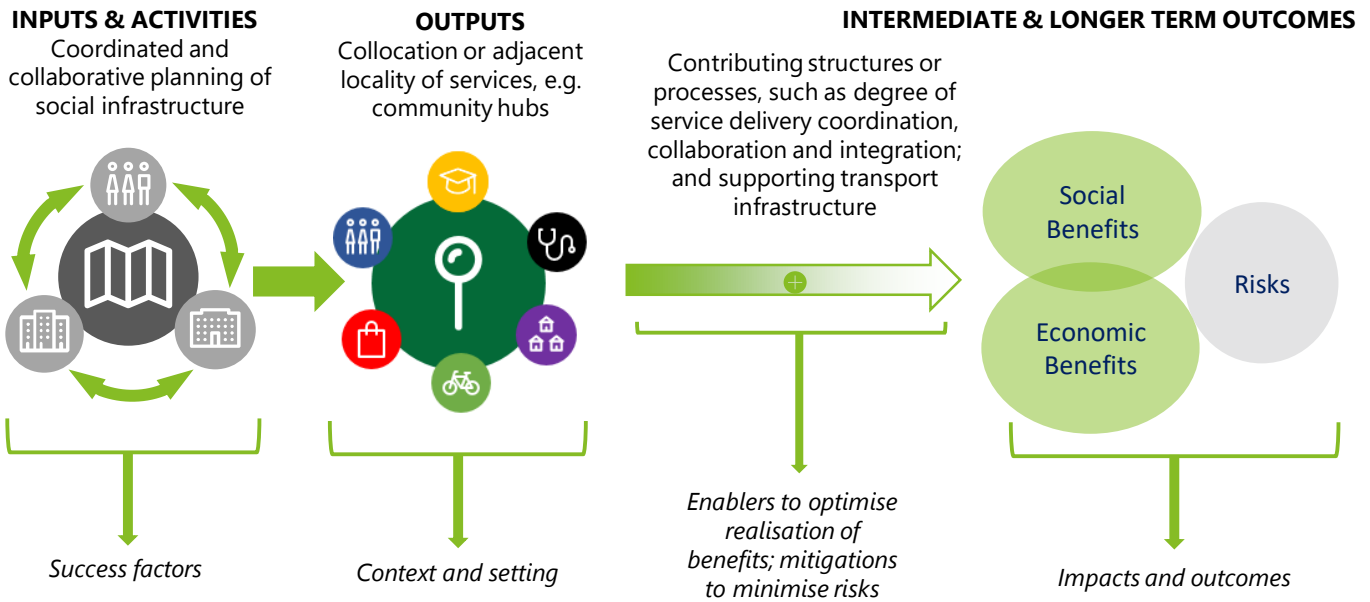 INPUTS & ACTIVITIES
Coordinated and
collaborative planning of
social infrastructure
OUTPUTS
Collocation or adjacent
locality of services, e.g.
community hubs
INTERMEDIATE & LONGER TERM OUTCOMES
Contributing structures or
processes, such as degree of
service delivery coordination,
collaboration and integration;
and supporting transport
infrastructure
+
Social
Benefits
Economic
Benefits
Risks
Success factors
Context and setting
Enablers to optimise
realisation of
benefits; mitigations
to minimise risks
Impacts and outcomes